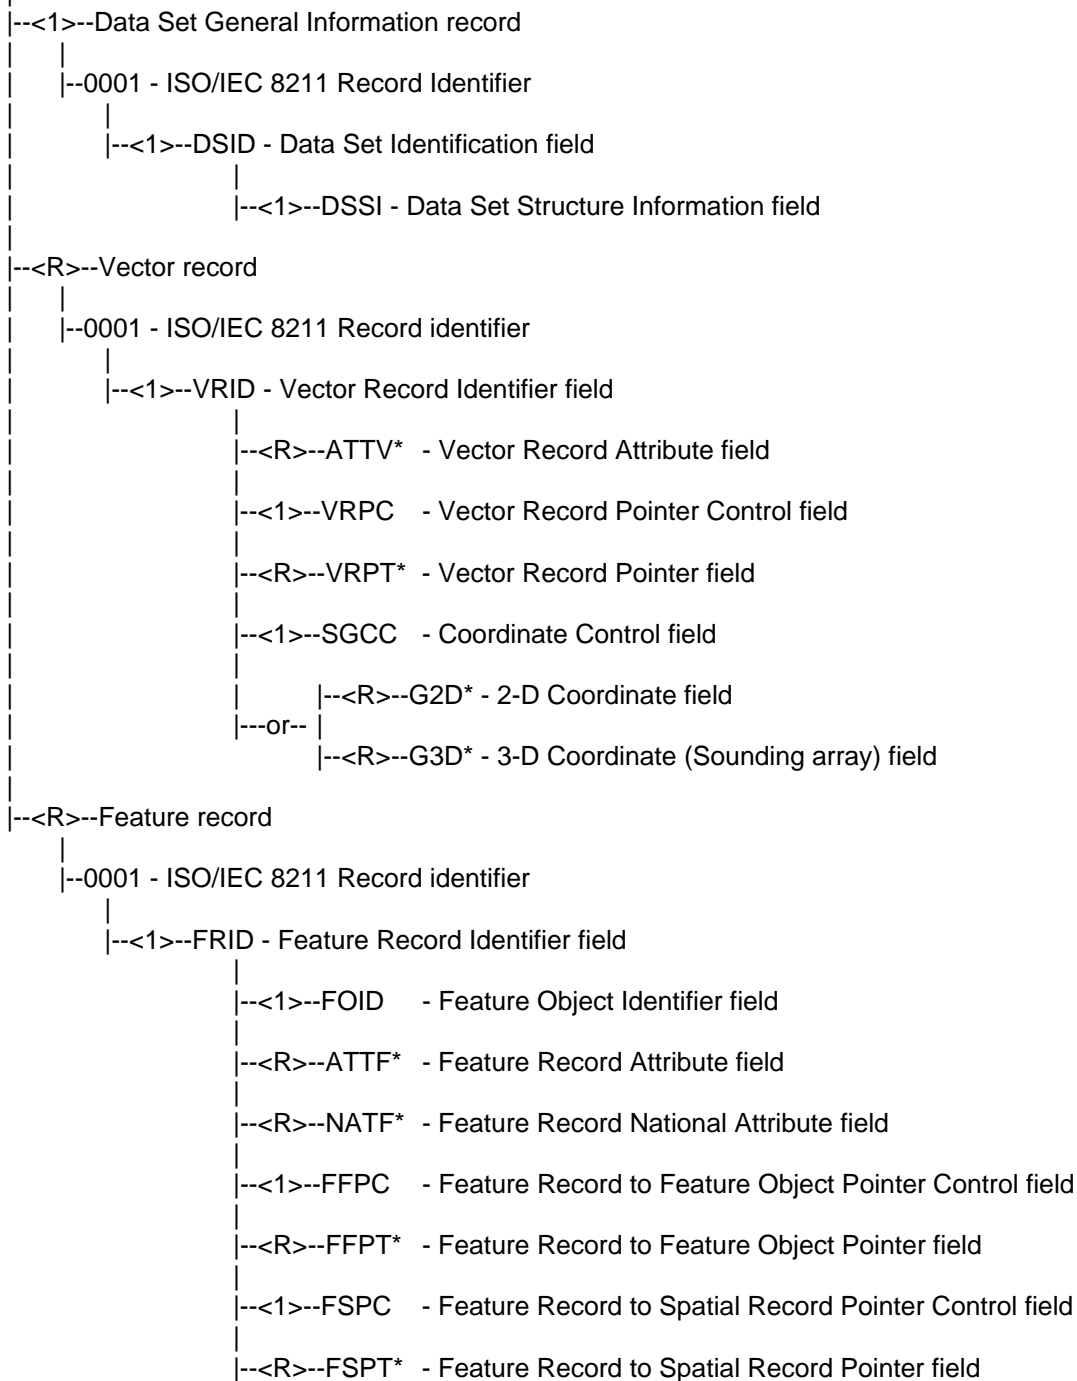 |--<1>--Data Set General Information record
|--0001 - ISO/IEC 8211 Record Identifier
|--<1>--DSID - Data Set Identification field
|--<1>--DSSI - Data Set Structure Information field
|--<R>--Vector record
|--0001 - ISO/IEC 8211 Record identifier
|--<1>--VRID - Vector Record Identifier field
|--<R>--ATTV* - Vector Record Attribute field
|--<1>--VRPC - Vector Record Pointer Control field
|--<R>--VRPT* - Vector Record Pointer field
|--<1>--SGCC - Coordinate Control field
|--<R>--G2D* - 2-D Coordinate field
|---or-- |
|--<R>--G3D* - 3-D Coordinate (Sounding array) field
|--<R>--Feature record
|--0001 - ISO/IEC 8211 Record identifier
|--<1>--FRID - Feature Record Identifier field
|--<1>--FOID - Feature Object Identifier field
|--<R>--ATTF* - Feature Record Attribute field
|--<R>--NATF* - Feature Record National Attribute field
|--<1>--FFPC - Feature Record to Feature Object Pointer Control field
|--<R>--FFPT* - Feature Record to Feature Object Pointer field
|--<1>--FSPC - Feature Record to Spatial Record Pointer Control field
|--<R>--FSPT* - Feature Record to Spatial Record Pointer field